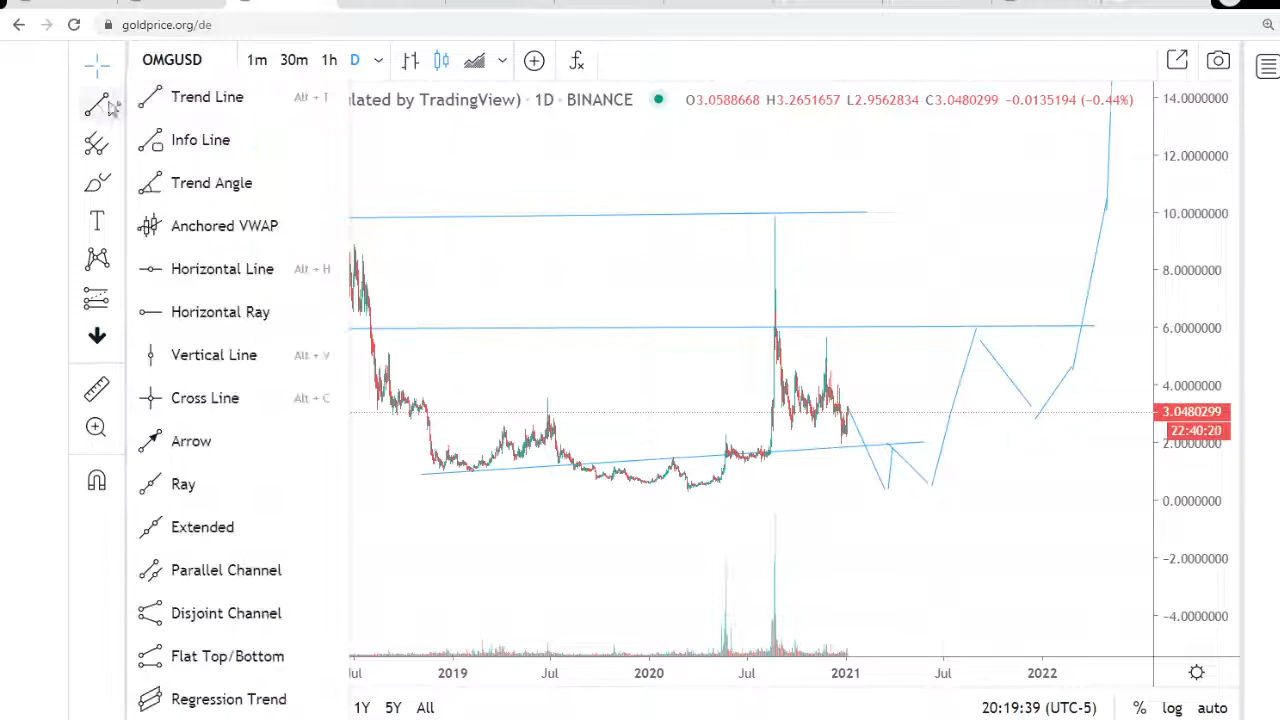 goldprice.org/de
OMGUSD 1m 30m 1h D
Trend Line Alt + T
ulated by TradingView) · 1D · BINANCE O3.0588668 H3.2651657 L2.9562834 C3.0480299 -0.0135194 (-0.44%)
Info Line
Trend Angle
Anchored VWAP
Horizontal Line Alt + H
Horizontal Ray
Vertical Line Alt + V
Cross Line Alt + C
Arrow
Ray
Extended
Parallel Channel
Disjoint Channel
Flat Top/Bottom
Regression Trend
14.0000000
12.0000000
10.0000000
8.0000000
6.0000000
4.0000000
3.0480299
22:40:20
2.0000000
0.0000000
-2.0000000
-4.0000000
Jul 2019 Jul 2020 Jul 2021 Jul 2022
1Y 5Y All 20:19:39 (UTC-5) % log auto